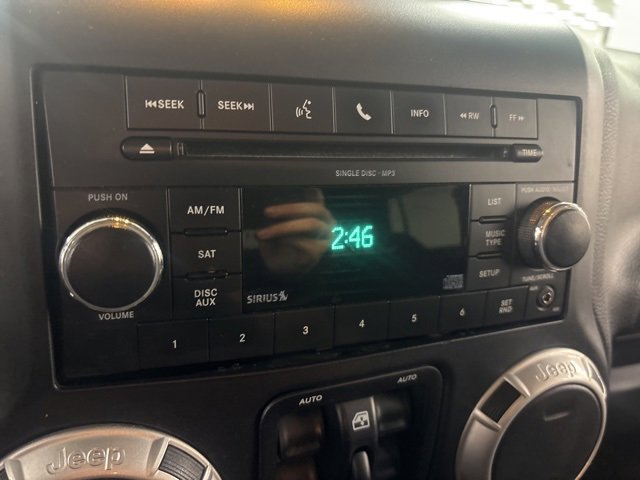 SEEK SEEK INFO RW FF
TIME
SINGLE DISC - MP3
PUSH ON
PUSH AUDIO
AM/FM
LIST
2:46
MUSIC
TYPE
SAT
SETUP
DISC
AUX
SIRIUS
TUNE/SCROLL
VOLUME
SET
RND
1 2 3 4 5 6
AUTO AUTO
Jeep Jeep